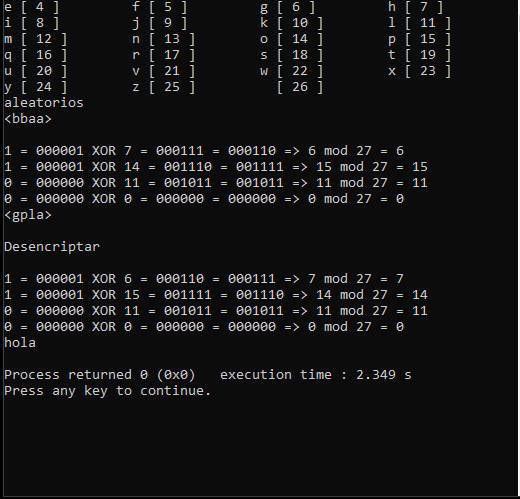 e [ 4 ] f [ 5 ] g [ 6 ] h [ 7 ]
i [ 8 ] j [ 9 ] k [ 10 ] l [ 11 ]
m [ 12 ] n [ 13 ] o [ 14 ] p [ 15 ]
q [ 16 ] r [ 17 ] s [ 18 ] t [ 19 ]
u [ 20 ] v [ 21 ] w [ 22 ] x [ 23 ]
y [ 24 ] z [ 25 ] [ 26 ]
aleatorios
<bbaa>
1 = 000001 XOR 7 = 000111 = 000110 => 6 mod 27 = 6
1 = 000001 XOR 14 = 001110 = 001111 => 15 mod 27 = 15
0 = 000000 XOR 11 = 001011 = 001011 => 11 mod 27 = 11
0 = 000000 XOR 0 = 000000 = 000000 => 0 mod 27 = 0
<gpla>
Desencriptar
1 = 000001 XOR 6 = 000110 = 000111 => 7 mod 27 = 7
1 = 000001 XOR 15 = 001111 = 001110 => 14 mod 27 = 14
0 = 000000 XOR 11 = 001011 = 001011 => 11 mod 27 = 11
0 = 000000 XOR 0 = 000000 = 000000 => 0 mod 27 = 0
hola
Process returned 0 (0x0) execution time : 2.349 s
Press any key to continue.